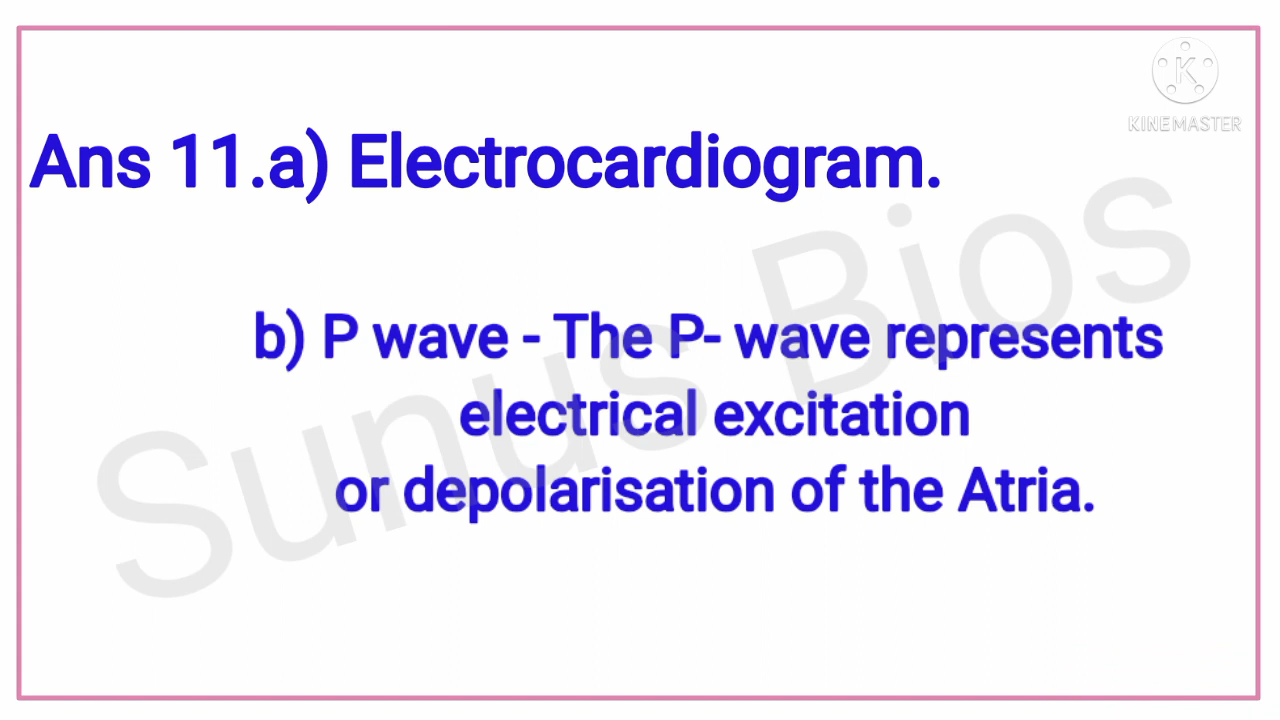 KINEMASTER
Ans 11.a) Electrocardiogram.
b) P wave - The P- wave represents
electrical excitation
or depolarisation of the Atria.
Sunus Bios